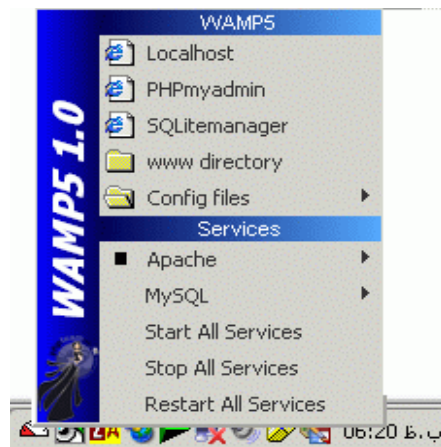 WAMP5
Localhost
PHPmyadmin
SQLitemanager
www directory
Config files
Services
Apache
MySQL
Start All Services
Stop All Services
Restart All Services
WAMP5 1.0
06:20 ب.ظ